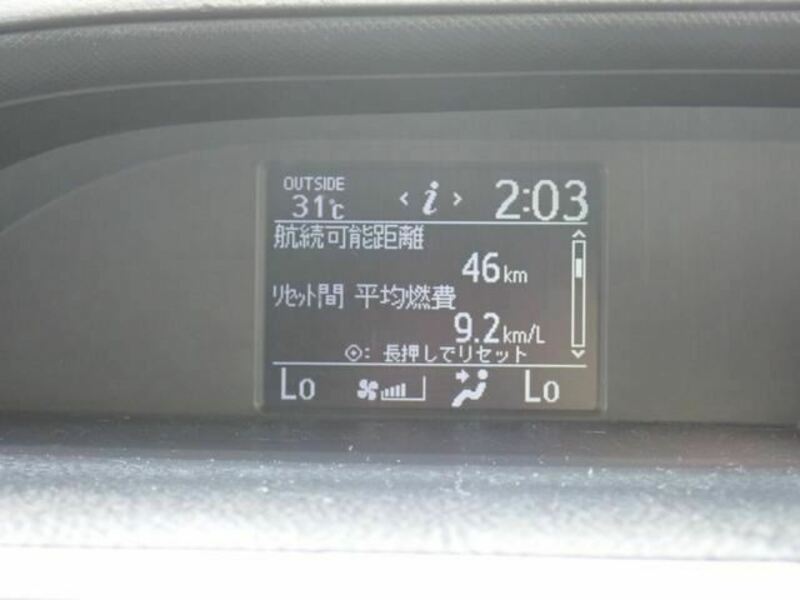 OUTSIDE
31℃
< i > 2:03
航続可能距離
46km
リセット間 平均燃費
9.2km/L
: 長押しでリセット
Lo Lo